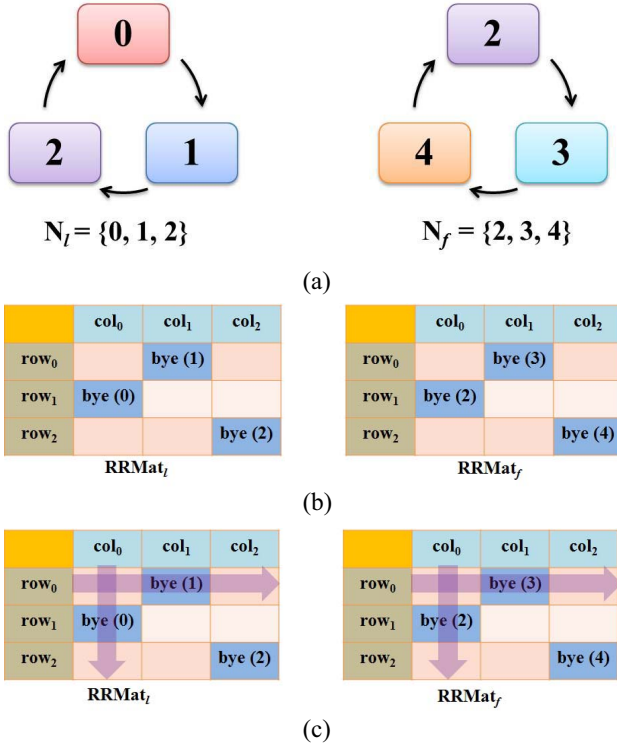 0 2
2 1 4 3
N_l = {0, 1, 2} N_f = {2, 3, 4}
(a)
col₀ col₁ col₂ col₀ col₁ col₂
row₀ bye (1) row₀ bye (3)
row₁ bye (0) row₁ bye (2)
row₂ bye (2) row₂ bye (4)
RRMat_l RRMat_f
(b)
col₀ col₁ col₂ col₀ col₁ col₂
row₀ bye (1) row₀ bye (3)
row₁ bye (0) row₁ bye (2)
row₂ bye (2) row₂ bye (4)
RRMat_l RRMat_f
(c)